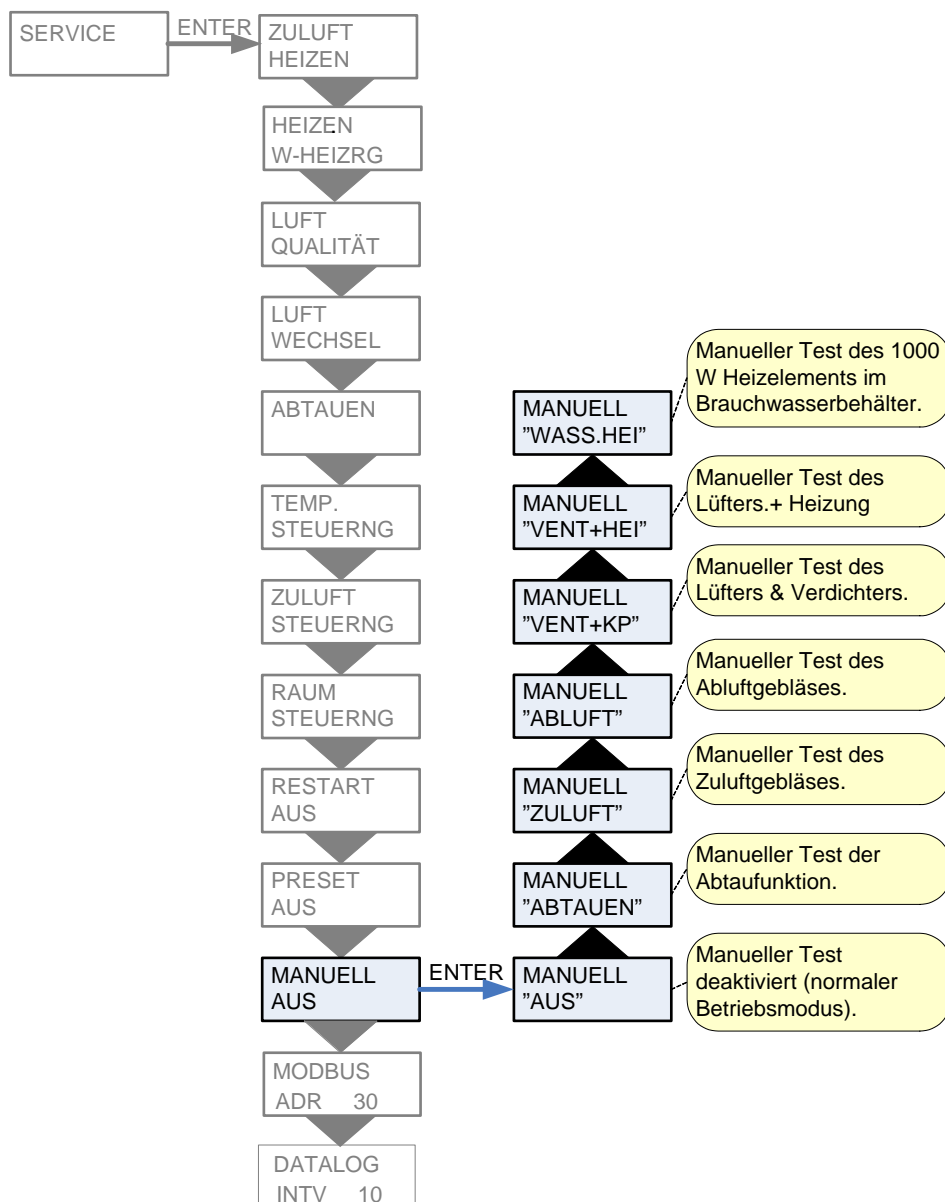 SERVICE
ENTER
ZULUFT
HEIZEN
HEIZEN
W-HEIZRG
LUFT
QUALITÄT
LUFT
WECHSEL
ABTAUEN
TEMP.
STEUERNG
ZULUFT
STEUERNG
RAUM
STEUERNG
RESTART
AUS
PRESET
AUS
MANUELL
AUS
ENTER
MODBUS
ADR 30
DATALOG
INTV 10
MANUELL
”WASS.HEI”
Manueller Test des 1000
W Heizelements im
Brauchwasserbehälter.
MANUELL
”VENT+HEI”
Manueller Test des
Lüfters.+ Heizung
MANUELL
”VENT+KP”
Manueller Test des
Lüfters & Verdichters.
MANUELL
”ABLUFT”
Manueller Test des
Abluftgebläses.
MANUELL
”ZULUFT”
Manueller Test des
Zuluftgebläses.
MANUELL
”ABTAUEN”
Manueller Test der
Abtaufunktion.
MANUELL
”AUS”
Manueller Test
deaktiviert (normaler
Betriebsmodus).